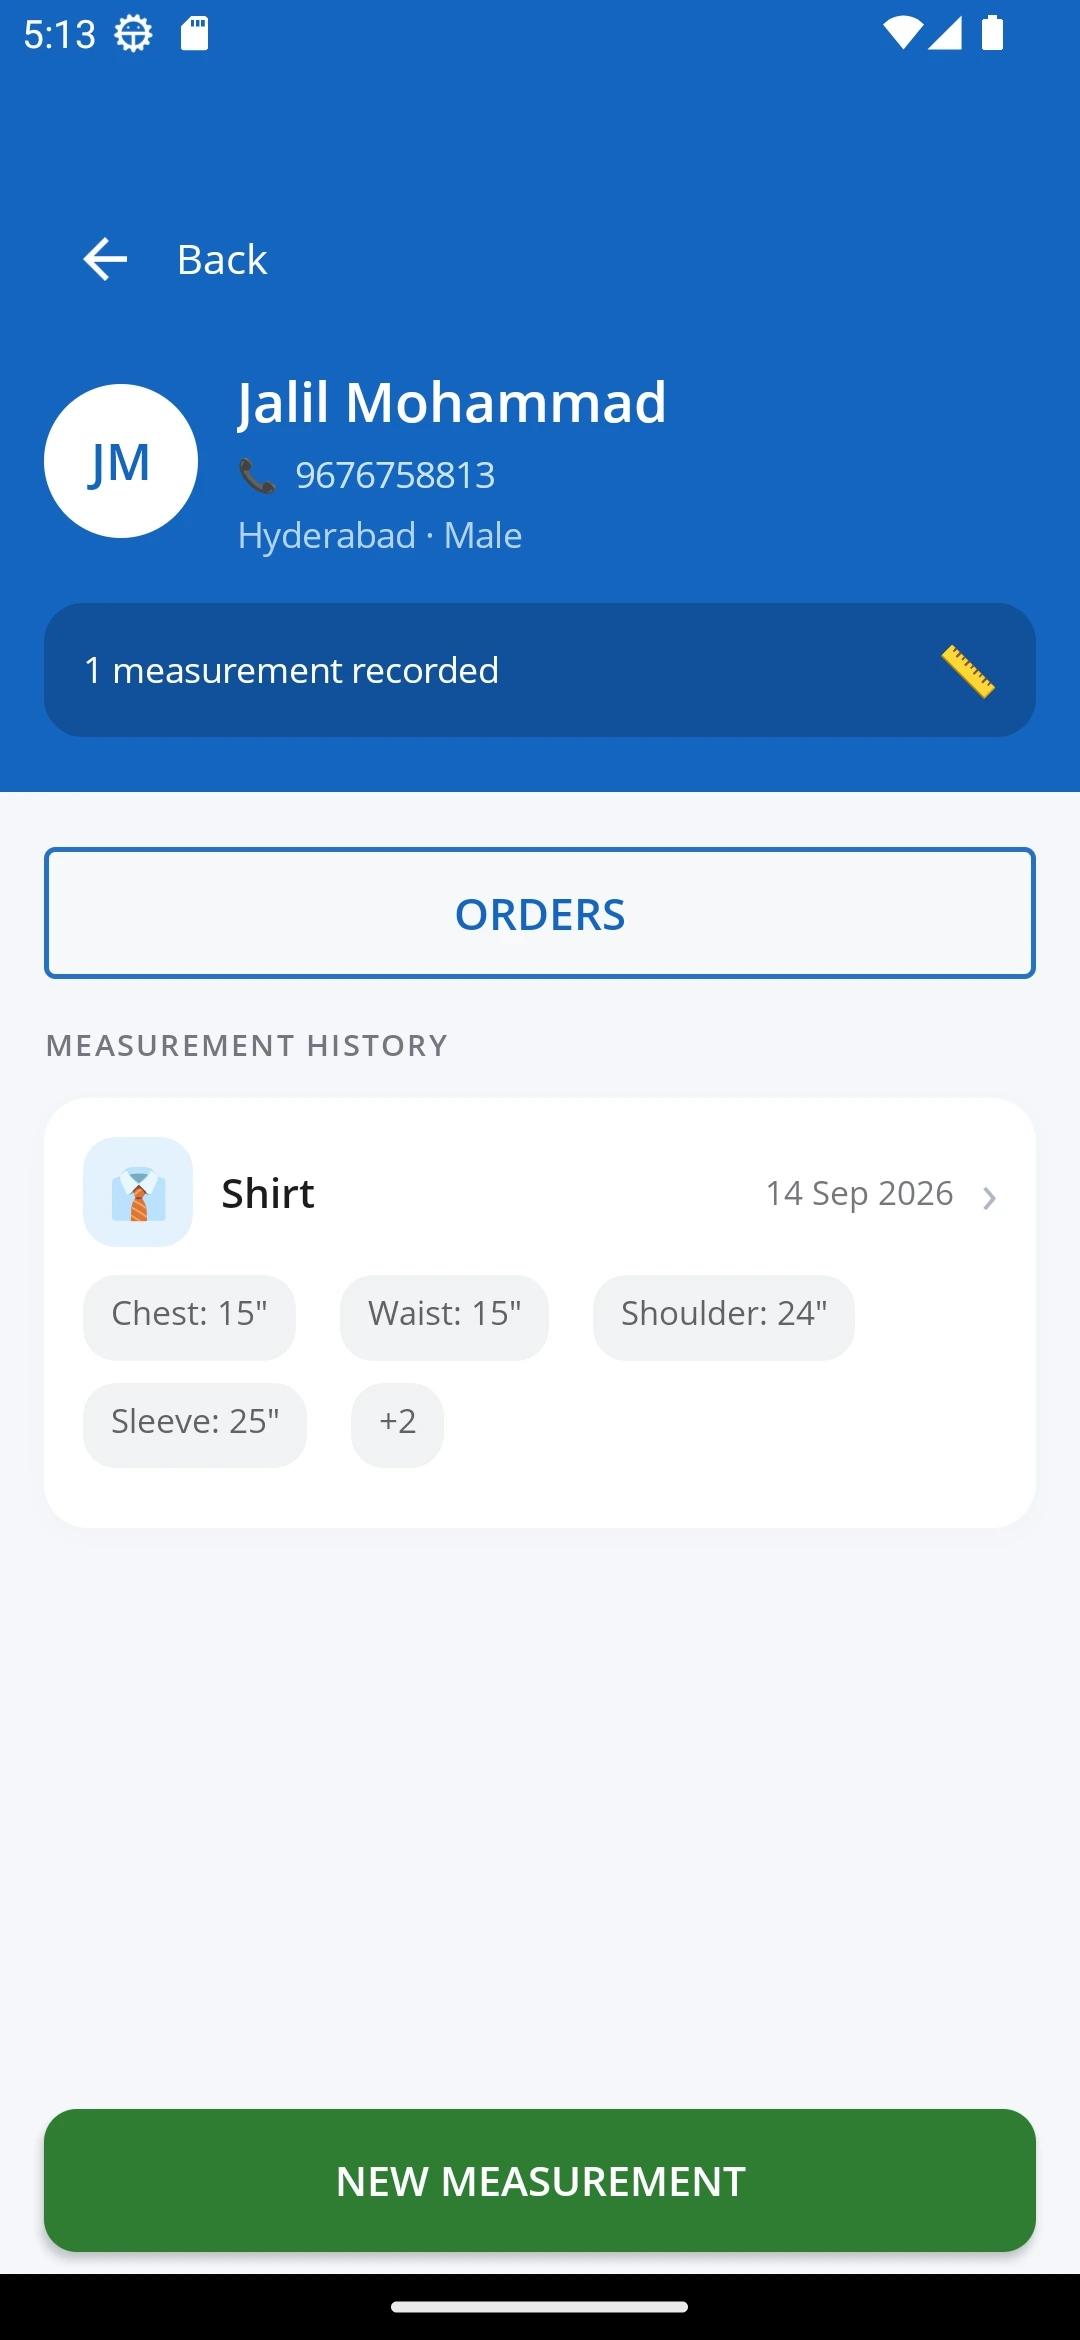 5:13
Back
JM
Jalil Mohammad
9676758813
Hyderabad · Male
1 measurement recorded
ORDERS
MEASUREMENT HISTORY
Shirt 14 Sep 2026
Chest: 15" Waist: 15" Shoulder: 24"
Sleeve: 25" +2
NEW MEASUREMENT